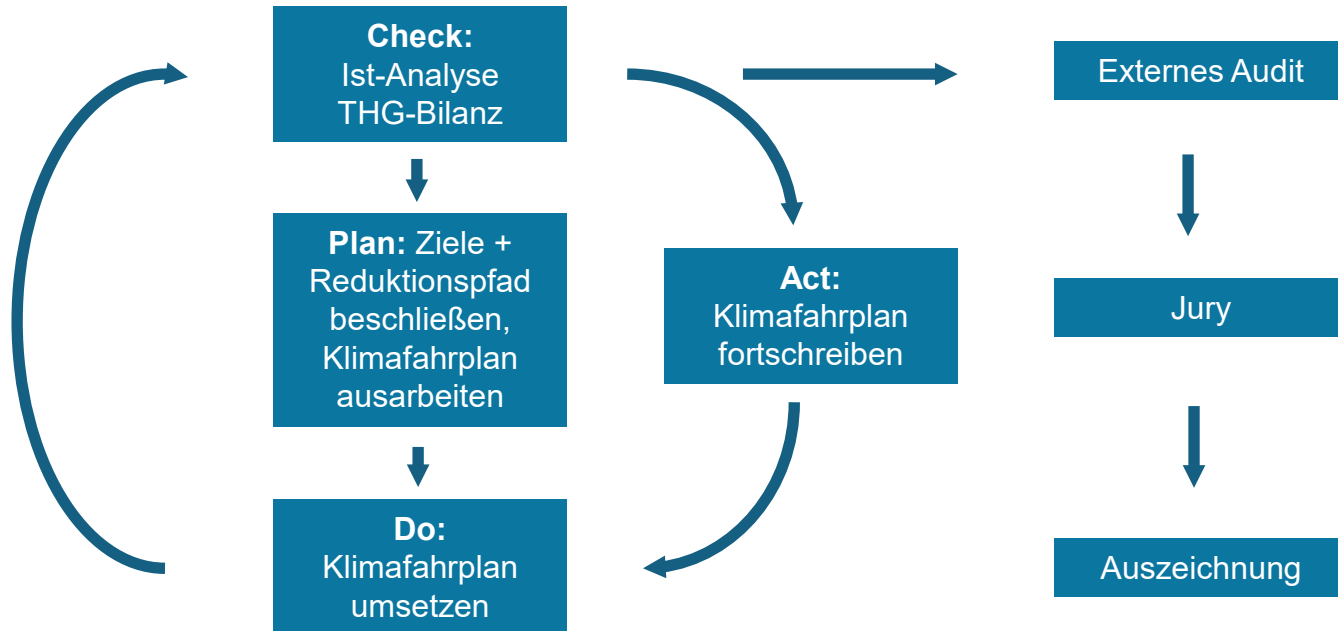 Check:
Ist-Analyse
THG-Bilanz
Plan: Ziele +
Reduktionspfad
beschließen,
Klimafahrplan
ausarbeiten
Do:
Klimafahrplan
umsetzen
Act:
Klimafahrplan
fortschreiben
Externes Audit
Jury
Auszeichnung